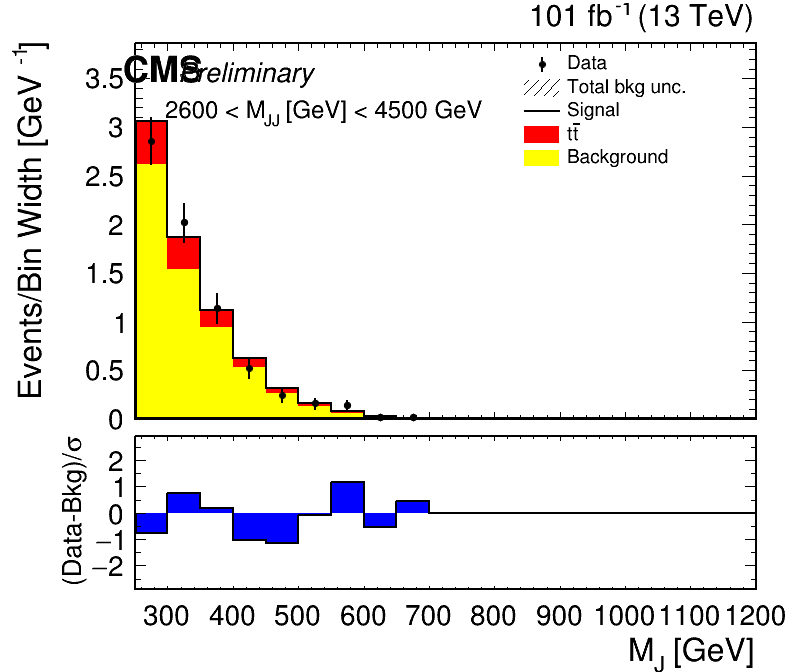 101 fb⁻¹ (13 TeV)
CMS Preliminary
2600 < M_JJ [GeV] < 4500 GeV
Data
Total bkg unc.
Signal
tt̄
Background
Events/Bin Width [GeV⁻¹]
3.5
3
2.5
2
1.5
1
0.5
0
(Data-Bkg)/σ
2
1
0
−1
−2
300 400 500 600 700 800 900 1000 1100 1200
M_J [GeV]